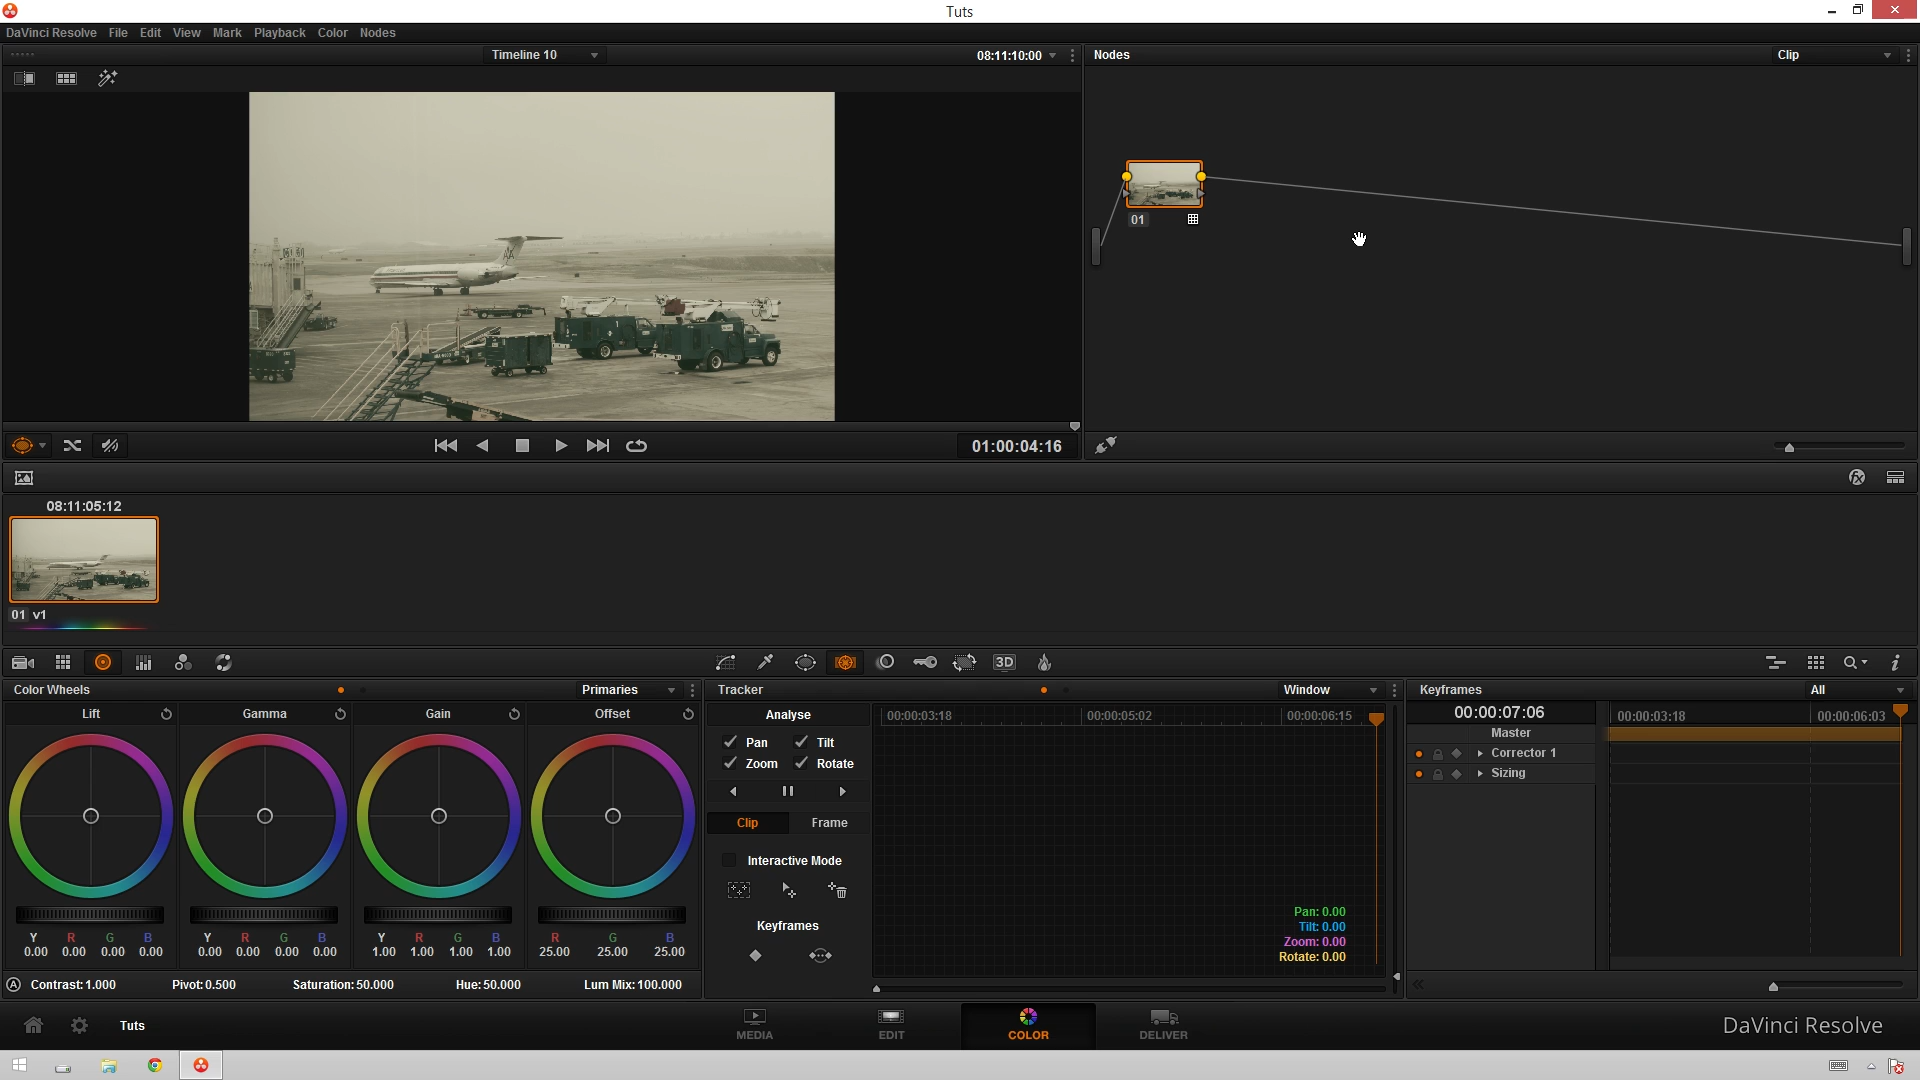 Tuts
DaVinci Resolve File Edit View Mark Playback Color Nodes
Timeline 10 08:11:10:00 Nodes Clip
01
01:00:04:16
08:11:05:12
01 v1
3D
Color Wheels Primaries Tracker Window Keyframes All
Lift Gamma Gain Offset
Analyse
Pan Tilt
Zoom Rotate
Clip Frame
Interactive Mode
Keyframes
00:00:03:18 00:00:05:02 00:00:06:15
Pan: 0.00
Tilt: 0.00
Zoom: 0.00
Rotate: 0.00
00:00:07:06 00:00:03:18 00:00:06:03
Master
Corrector 1
Sizing
Y R G B Y R G B Y R G B R G B
0.00 0.00 0.00 0.00 0.00 0.00 0.00 0.00 1.00 1.00 1.00 1.00 25.00 25.00 25.00
A Contrast: 1.000 Pivot: 0.500 Saturation: 50.000 Hue: 50.000 Lum Mix: 100.000
Tuts MEDIA EDIT COLOR DELIVER DaVinci Resolve